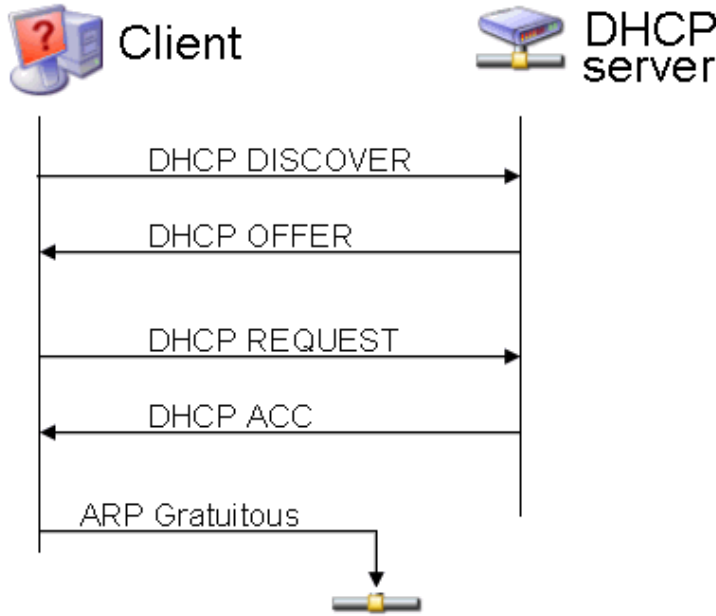 ?
Client
DHCP
server
DHCP DISCOVER
DHCP OFFER
DHCP REQUEST
DHCP ACC
ARP Gratuitous